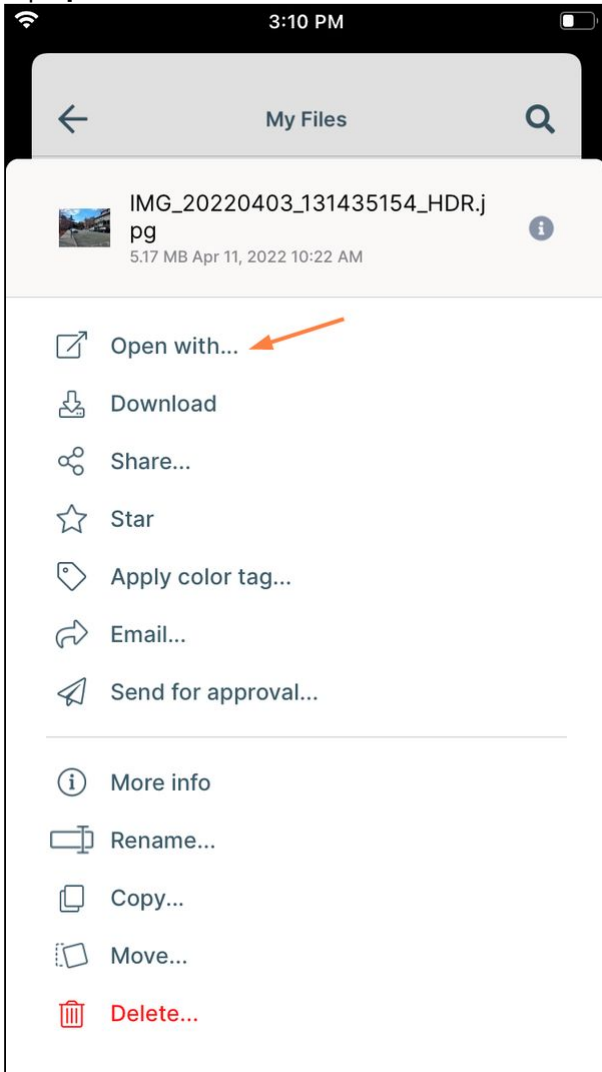 3:10 PM
My Files
IMG_20220403_131435154_HDR.j
pg
5.17 MB Apr 11, 2022 10:22 AM
Open with...
Download
Share...
Star
Apply color tag...
Email...
Send for approval...
More info
Rename...
Copy...
Move...
Delete...